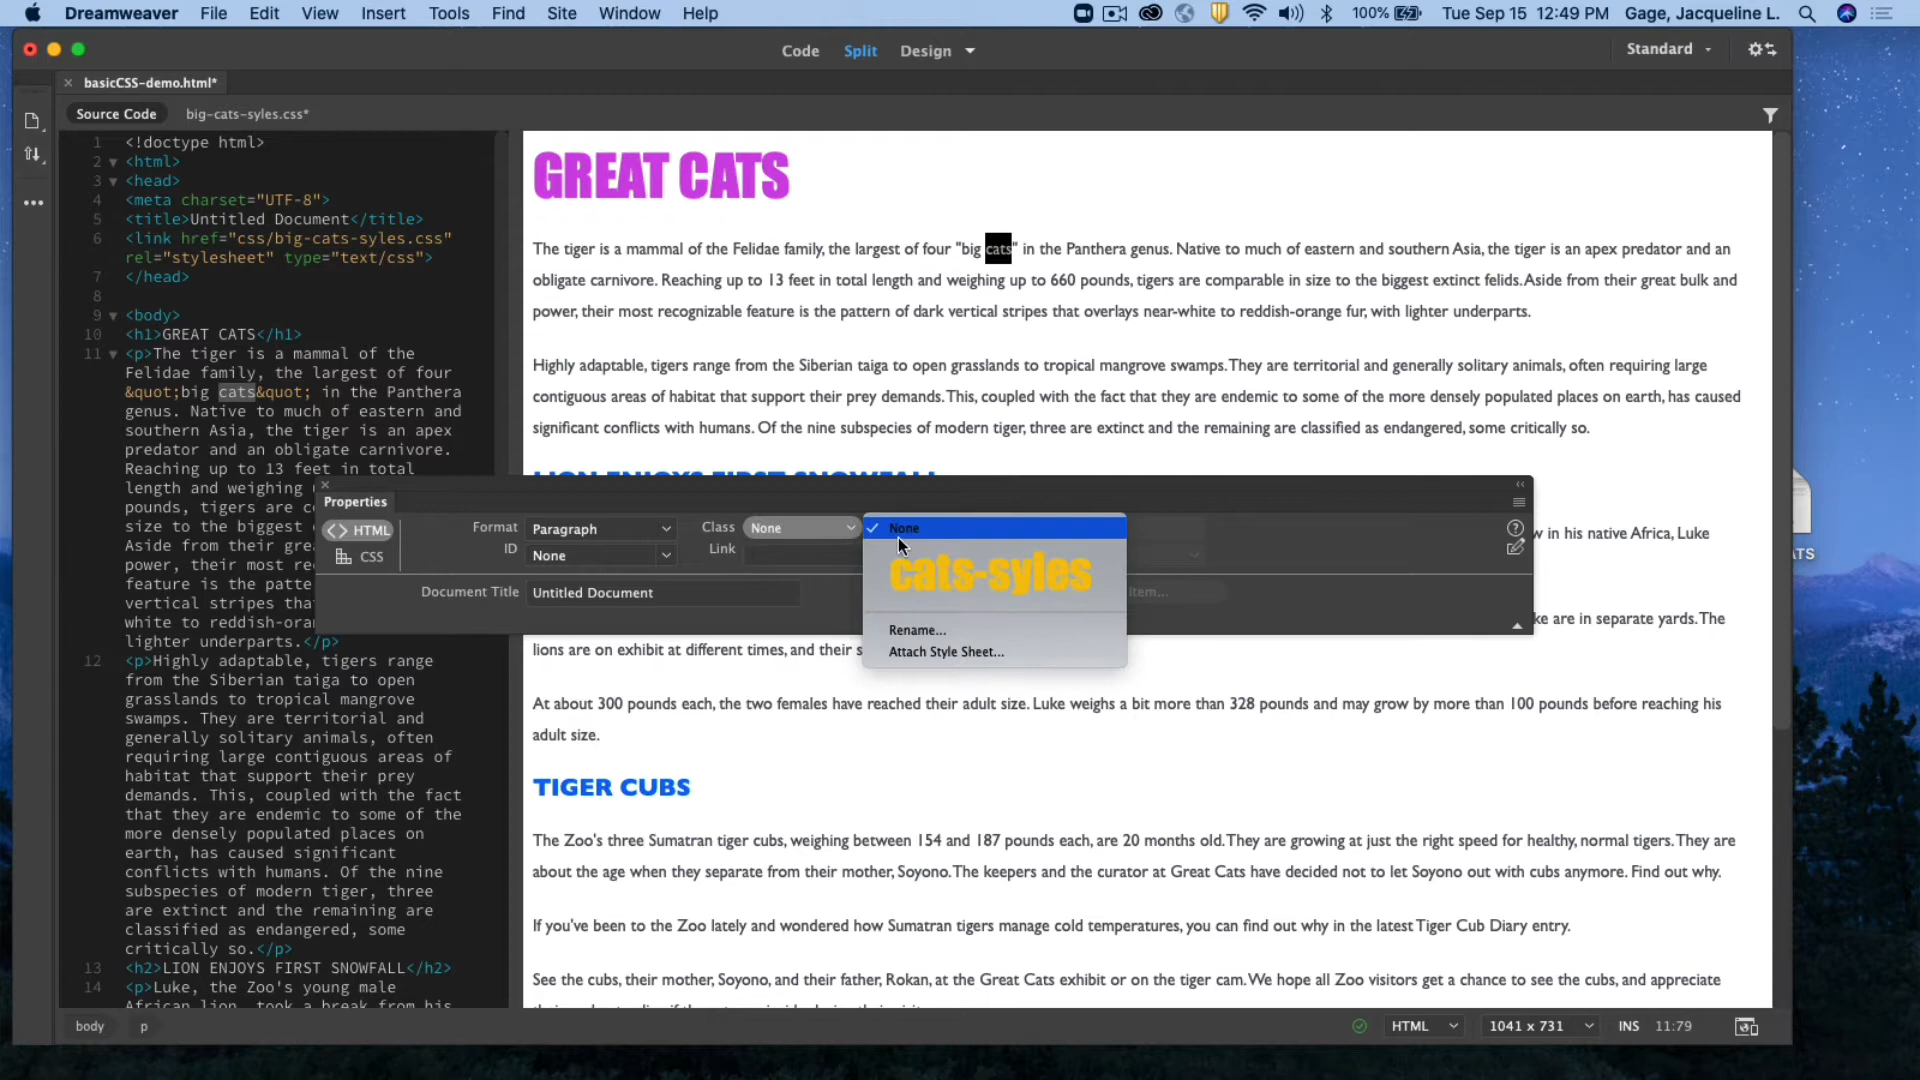 Dreamweaver File Edit View Insert Tools Find Site Window Help 100% Tue Sep 15 12:49 PM Gage, Jacqueline L.
Code Split Design Standard
basicCSS-demo.html*
Source Code big-cats-syles.css*
1 <!doctype html>
2 <html>
3 <head>
4 <meta charset="UTF-8">
5 <title>Untitled Document</title>
6 <link href="css/big-cats-syles.css"
rel="stylesheet" type="text/css">
7 </head>
8
9 <body>
10 <h1>GREAT CATS</h1>
11 <p>The tiger is a mammal of the
Felidae family, the largest of four
&quot;big cats&quot; in the Panthera
genus. Native to much of eastern and
southern Asia, the tiger is an apex
predator and an obligate carnivore.
Reaching up to 13 feet in total
length and weighing
pounds, tigers are co
size to the biggest
Aside from their gre
power, their most re
feature is the patte
vertical stripes tha
white to reddish-ora
lighter underparts.</p>
12 <p>Highly adaptable, tigers range
from the Siberian taiga to open
grasslands to tropical mangrove
swamps. They are territorial and
generally solitary animals, often
requiring large contiguous areas of
habitat that support their prey
demands. This, coupled with the fact
that they are endemic to some of the
more densely populated places on
earth, has caused significant
conflicts with humans. Of the nine
subspecies of modern tiger, three
are extinct and the remaining are
classified as endangered, some
critically so.</p>
13 <h2>LION ENJOYS FIRST SNOWFALL</h2>
14 <p>Luke, the Zoo's young male
African lion, took a break from his
GREAT CATS
The tiger is a mammal of the Felidae family, the largest of four "big cats" in the Panthera genus. Native to much of eastern and southern Asia, the tiger is an apex predator and an
obligate carnivore. Reaching up to 13 feet in total length and weighing up to 660 pounds, tigers are comparable in size to the biggest extinct felids. Aside from their great bulk and
power, their most recognizable feature is the pattern of dark vertical stripes that overlays near-white to reddish-orange fur, with lighter underparts.
Highly adaptable, tigers range from the Siberian taiga to open grasslands to tropical mangrove swamps. They are territorial and generally solitary animals, often requiring large
contiguous areas of habitat that support their prey demands. This, coupled with the fact that they are endemic to some of the more densely populated places on earth, has caused
significant conflicts with humans. Of the nine subspecies of modern tiger, three are extinct and the remaining are classified as endangered, some critically so.
LION ENJOYS FIRST SNOWFALL
w in his native Africa, Luke
ke are in separate yards. The
lions are on exhibit at different times, and their s
At about 300 pounds each, the two females have reached their adult size. Luke weighs a bit more than 328 pounds and may grow by more than 100 pounds before reaching his
adult size.
TIGER CUBS
The Zoo's three Sumatran tiger cubs, weighing between 154 and 187 pounds each, are 20 months old. They are growing at just the right speed for healthy, normal tigers. They are
about the age when they separate from their mother, Soyono. The keepers and the curator at Great Cats have decided not to let Soyono out with cubs anymore. Find out why.
If you've been to the Zoo lately and wondered how Sumatran tigers manage cold temperatures, you can find out why in the latest Tiger Cub Diary entry.
See the cubs, their mother, Soyono, and their father, Rokan, at the Great Cats exhibit or on the tiger cam. We hope all Zoo visitors get a chance to see the cubs, and appreciate
Properties
HTML Format Paragraph Class None
CSS ID None Link
Document Title Untitled Document
None
cats-syles
Rename...
Attach Style Sheet...
Item...
ATS
body p HTML 1041 x 731 INS 11:79